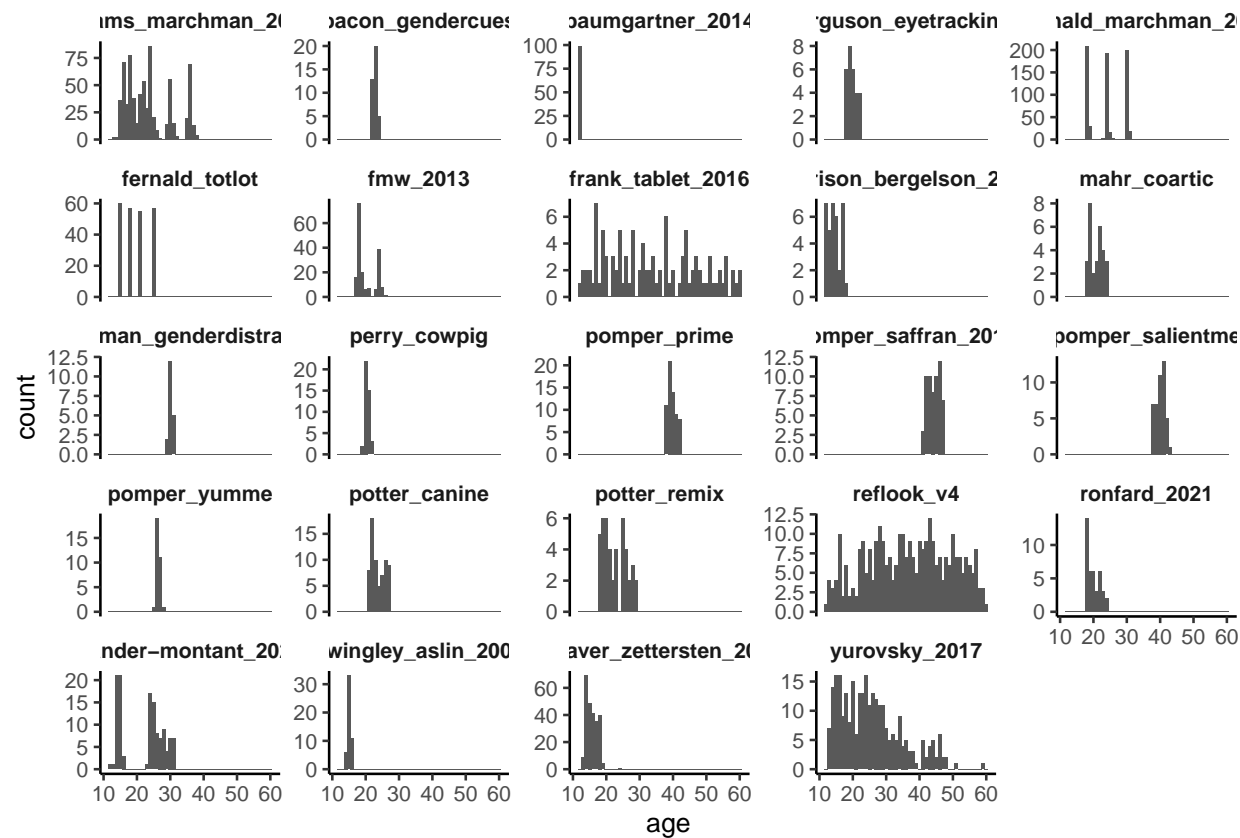 ams_marchman_20 bacon_gendercues baumgartner_2014 rguson_eyetrackin nald_marchman_20
75 50 25 0 20 15 10 5 0 100 75 50 25 0 8 6 4 2 0 200 150 100 50 0
fernald_totlot fmw_2013 frank_tablet_2016 rison_bergelson_2 mahr_coartic
60 40 20 0 60 40 20 0 6 4 2 0 6 4 2 0 8 6 4 2 0
man_genderdistra perry_cowpig pomper_prime omper_saffran_201 pomper_salientme
12.5 10.0 7.5 5.0 2.5 0.0 20 15 10 5 0 20 15 10 5 0 12.5 10.0 7.5 5.0 2.5 0.0 10 5 0
count
pomper_yumme potter_canine potter_remix reflook_v4 ronfard_2021
15 10 5 0 15 10 5 0 6 4 2 0 12.5 10.0 7.5 5.0 2.5 0.0 10 5 0
10 20 30 40 50 60
nder−montant_202 wingley_aslin_200 aver_zettersten_20 yurovsky_2017
20 15 10 5 0 30 20 10 0 60 40 20 0 15 10 5 0
10 20 30 40 50 60 10 20 30 40 50 60 10 20 30 40 50 60 10 20 30 40 50 60
age